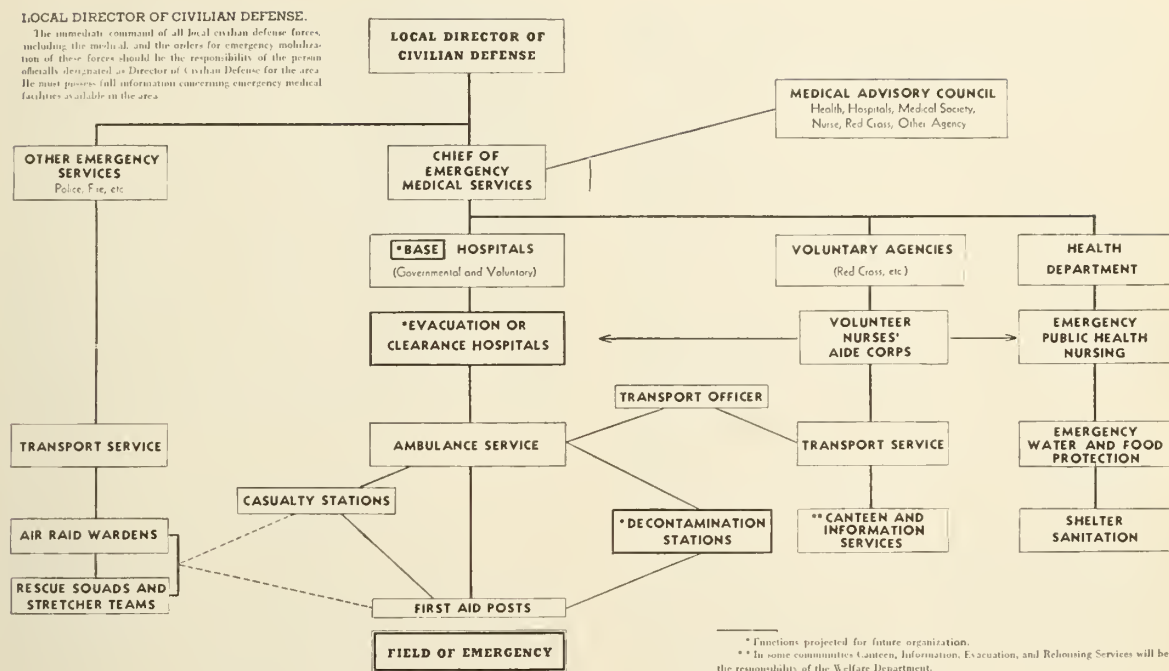 LOCAL DIRECTOR OF CIVILIAN DEFENSE.
The immediate command of all local civilian defense forces,
including the medical, and the orders for emergency mobiliza-
tion of these forces should be the responsibility of the person
officially designated as Director of Civilian Defense for the area
He must possess full information concerning emergency medical
facilities available in the area
LOCAL DIRECTOR OF
CIVILIAN DEFENSE
MEDICAL ADVISORY COUNCIL
Health, Hospitals, Medical Society,
Nurse, Red Cross, Other Agency
OTHER EMERGENCY
SERVICES
Police, Fire, etc
CHIEF OF
EMERGENCY
MEDICAL SERVICES
*BASE HOSPITALS
(Governmental and Voluntary)
VOLUNTARY AGENCIES
(Red Cross, etc)
HEALTH
DEPARTMENT
*EVACUATION OR
CLEARANCE HOSPITALS
VOLUNTEER
NURSES'
AIDE CORPS
EMERGENCY
PUBLIC HEALTH
NURSING
TRANSPORT OFFICER
TRANSPORT SERVICE
AMBULANCE SERVICE
TRANSPORT SERVICE
EMERGENCY
WATER AND FOOD
PROTECTION
CASUALTY STATIONS
AIR RAID WARDENS
*DECONTAMINATION
STATIONS
**CANTEEN AND
INFORMATION
SERVICES
SHELTER
SANITATION
RESCUE SQUADS AND
STRETCHER TEAMS
FIRST AID POSTS
FIELD OF EMERGENCY
* Functions projected for future organization.
** In some communities Canteen, Information, Evacuation, and Rehousing Services will be
the responsibility of the Welfare Department.